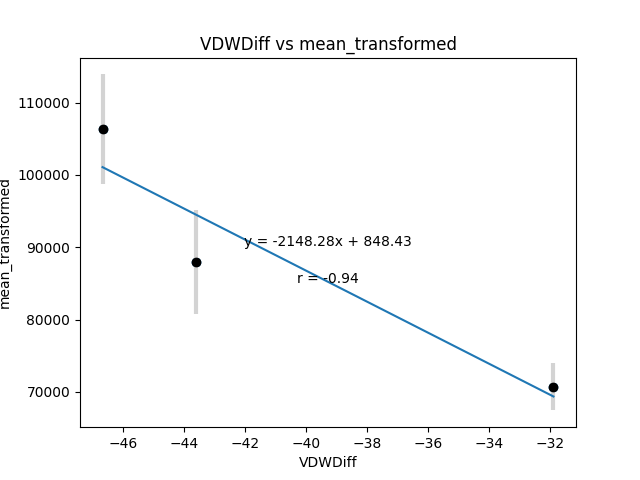 VDWDiff vs mean_transformed
mean_transformed
110000
100000
90000
80000
70000
y = -2148.28x + 848.43
r = -0.94
−46
−44
−42
−40
−38
−36
−34
−32
VDWDiff